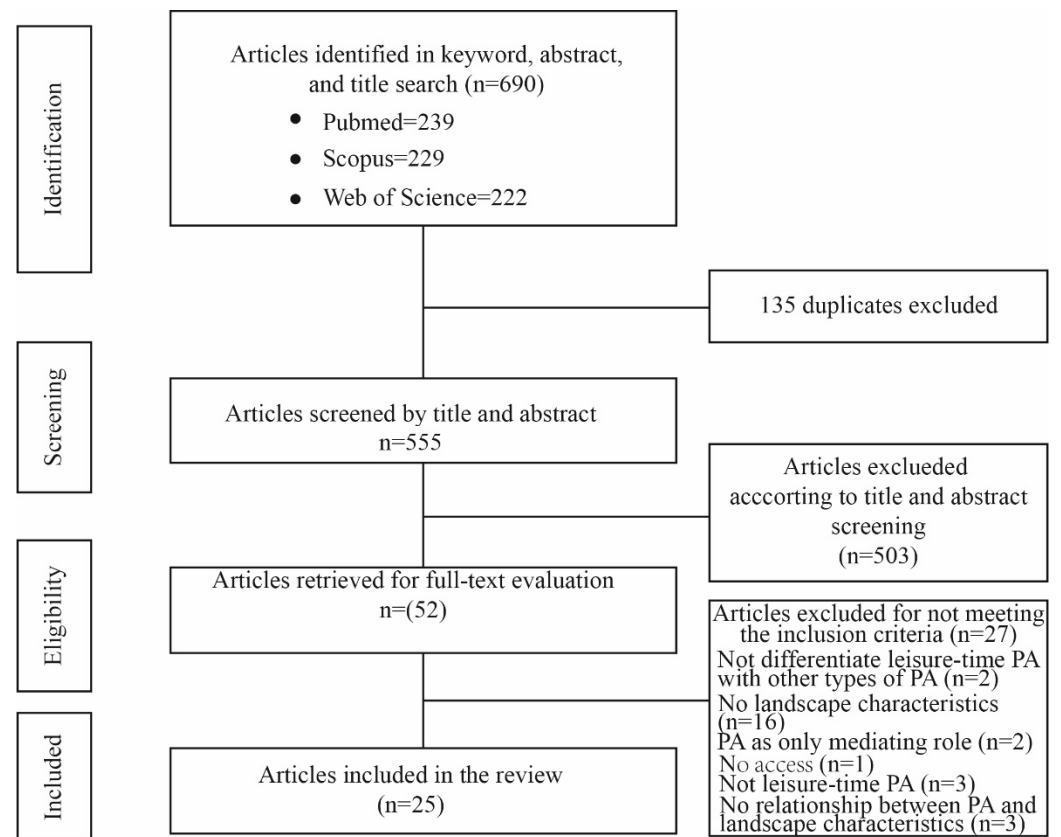 Identification
Articles identified in keyword, abstract,
and title search (n=690)
• Pubmed=239
• Scopus=229
• Web of Science=222
135 duplicates excluded
Screening
Articles screened by title and abstract
n=555
Articles exclueded
acccorting to title and abstract
screening
(n=503)
Eligibility
Articles retrieved for full-text evaluation
n=(52)
Articles excluded for not meeting
the inclusion criteria (n=27)
Not differentiate leisure-time PA
with other types of PA (n=2)
No landscape characteristics
(n=16)
PA as only mediating role (n=2)
No access (n=1)
Not leisure-time PA (n=3)
No relationship between PA and
landscape characteristics (n=3)
Included
Articles included in the review
(n=25)